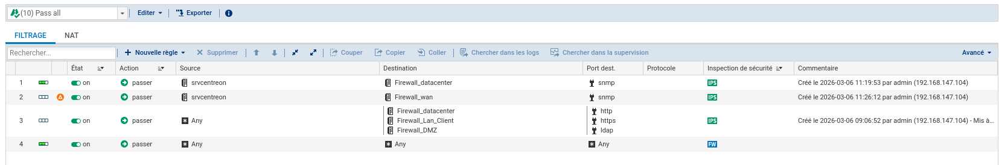 (10) Pass all Editer Exporter
FILTRAGE NAT
Rechercher... Nouvelle règle Supprimer Couper Copier Coller Chercher dans les logs Chercher dans la supervision Avancé
État Action Source Destination Port dest. Protocole Inspection de sécurité Commentaire
1 on passer srvcentreon Firewall_datacenter snmp IPS Créé le 2026-03-06 11:19:53 par admin (192.168.147.104)
2 on passer srvcentreon Firewall_wan snmp IPS Créé le 2026-03-06 11:26:12 par admin (192.168.147.104)
Firewall_datacenter http
3 on passer Any Firewall_Lan_Client https IPS Créé le 2026-03-06 09:06:52 par admin (192.168.147.104) - Mis à...
Firewall_DMZ ldap
4 on passer Any Any Any FW